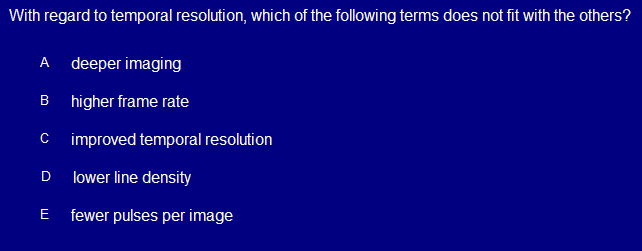 With regard to temporal resolution, which of the following terms does not fit with the others?
A deeper imaging
B higher frame rate
C improved temporal resolution
D lower line density
E fewer pulses per image